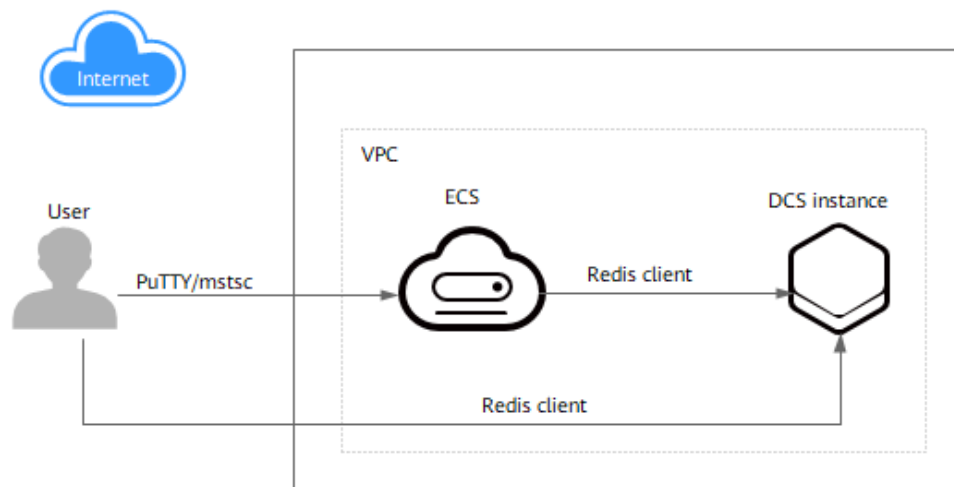 Internet
VPC
ECS
DCS instance
User
PuTTY/mstsc
Redis client
Redis client